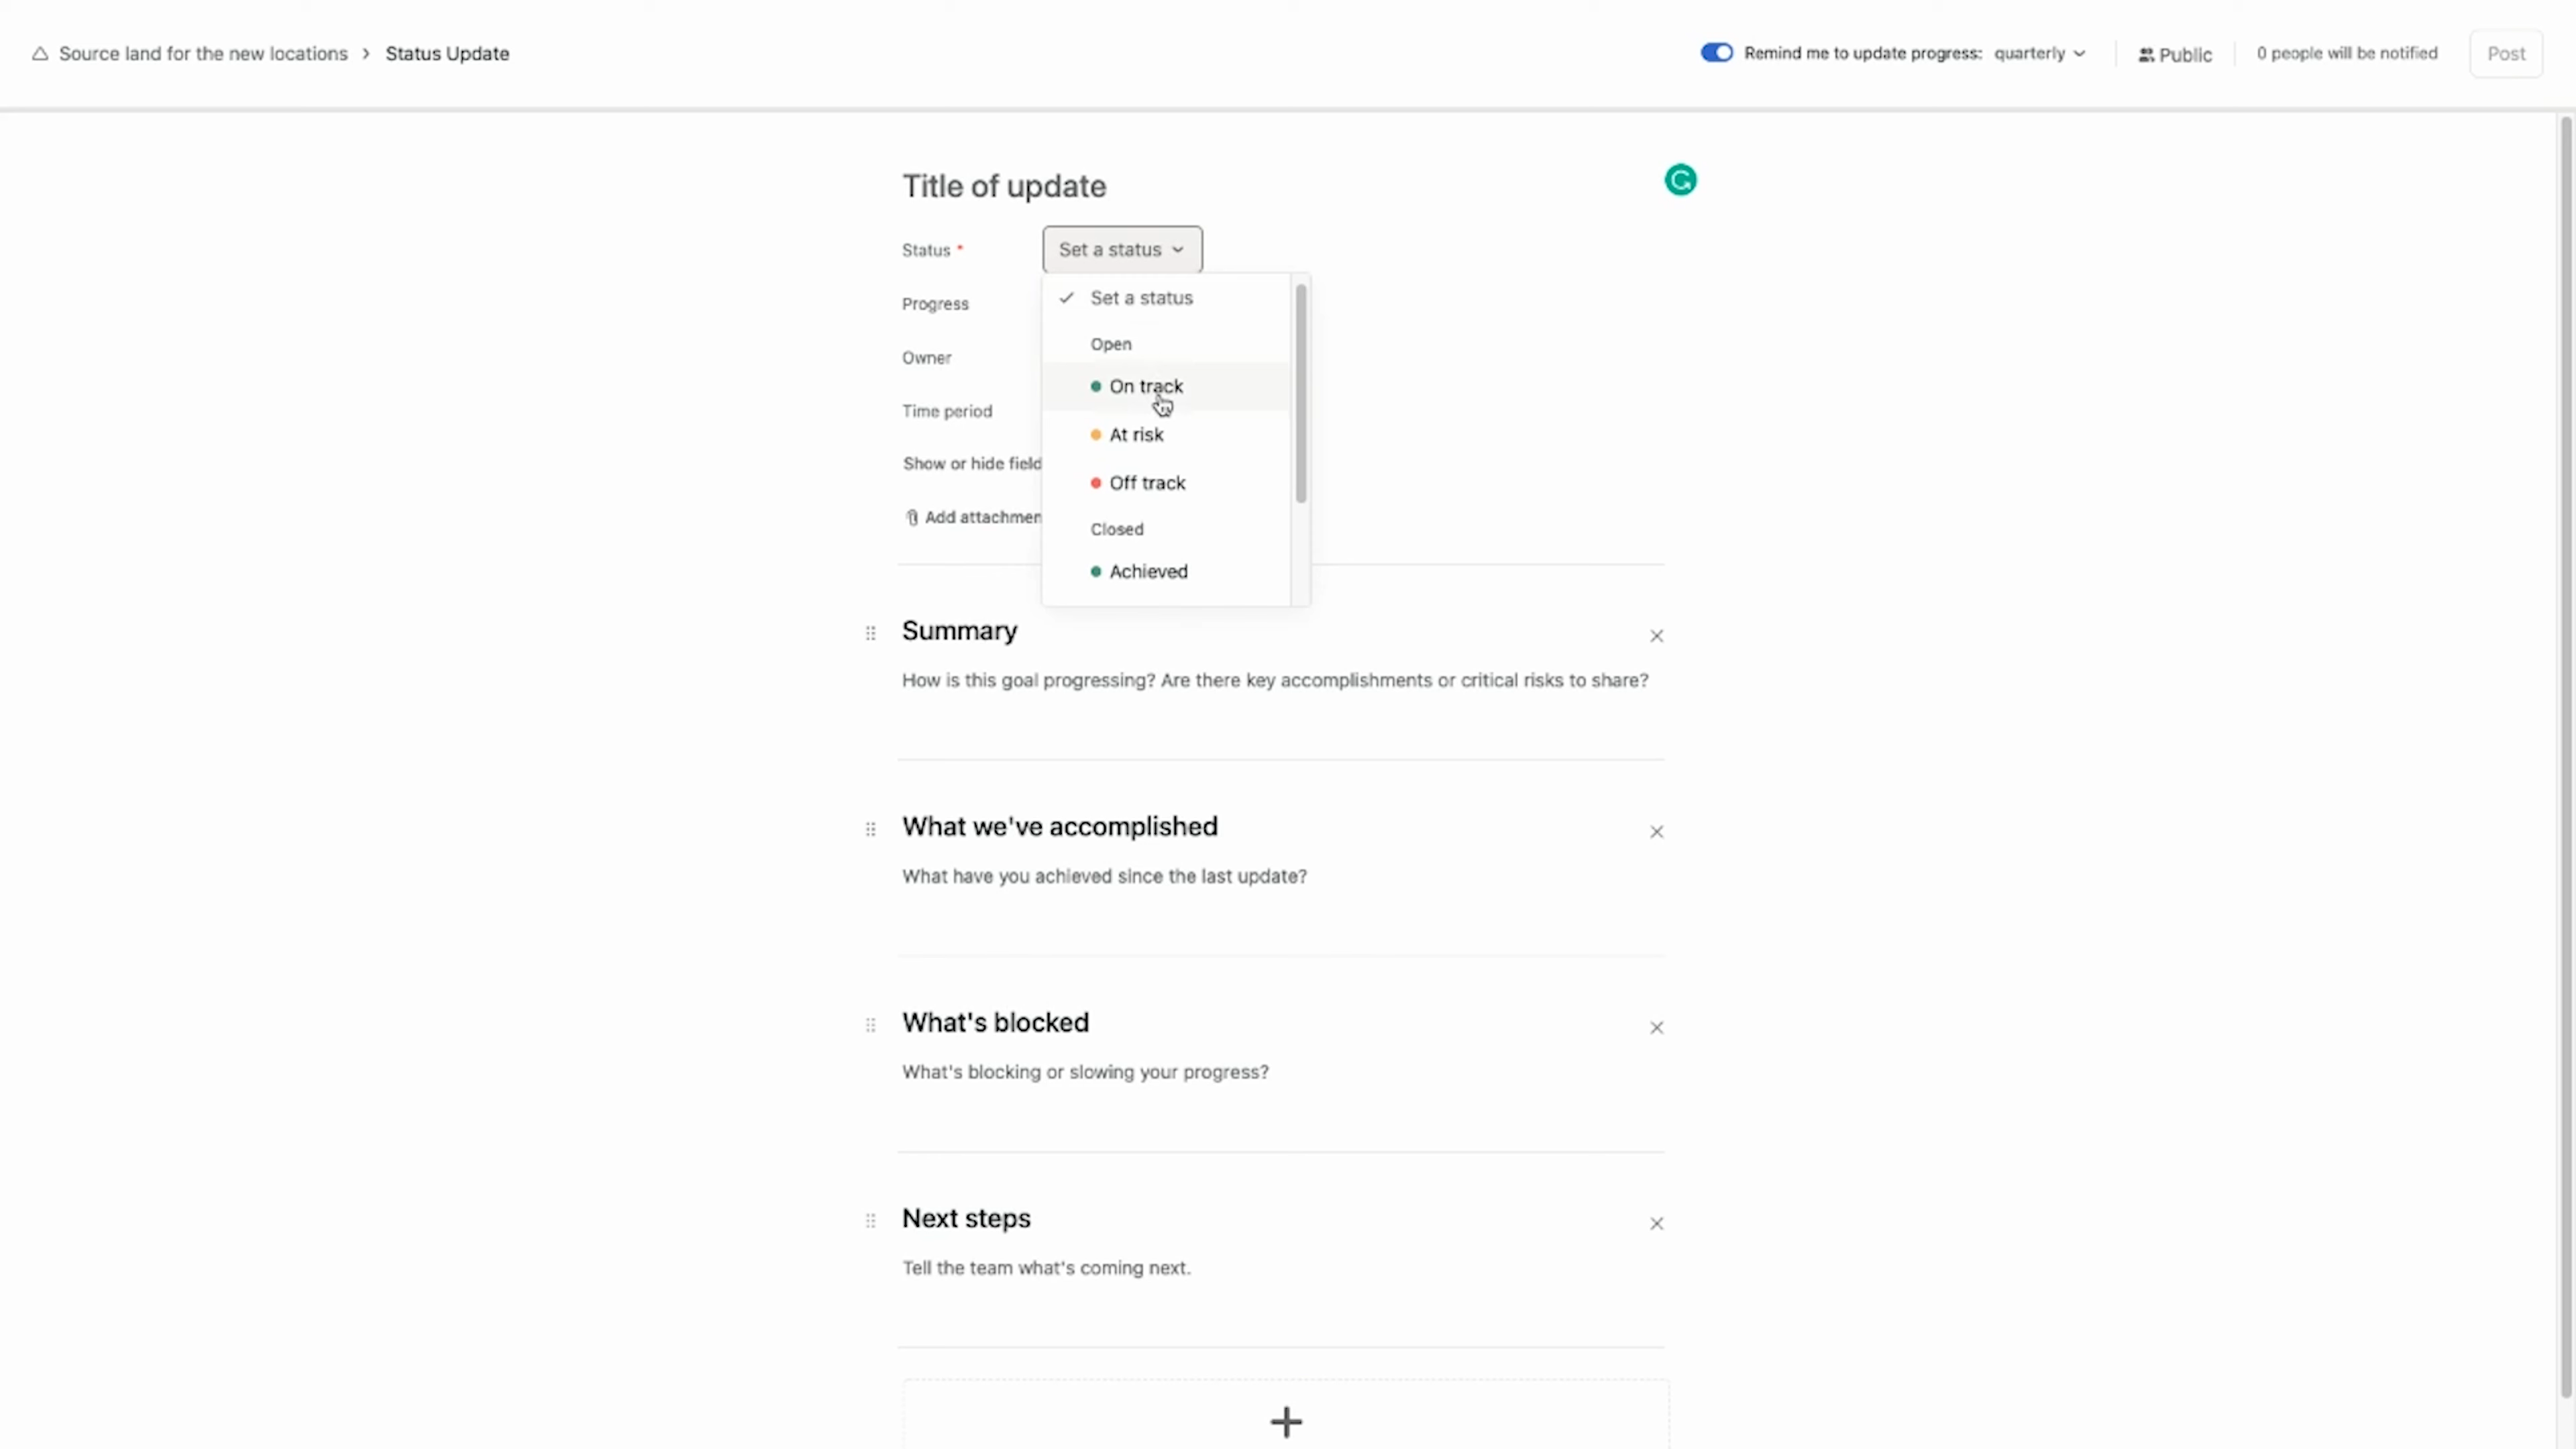 Source land for the new locations > Status Update
Remind me to update progress: quarterly
Public
0 people will be notified
Post
Title of update
Status *
Set a status
Set a status
Progress
Open
Owner
On track
Time period
At risk
Show or hide field
Off track
Add attachmen
Closed
Achieved
Summary
How is this goal progressing? Are there key accomplishments or critical risks to share?
What we've accomplished
What have you achieved since the last update?
What's blocked
What's blocking or slowing your progress?
Next steps
Tell the team what's coming next.